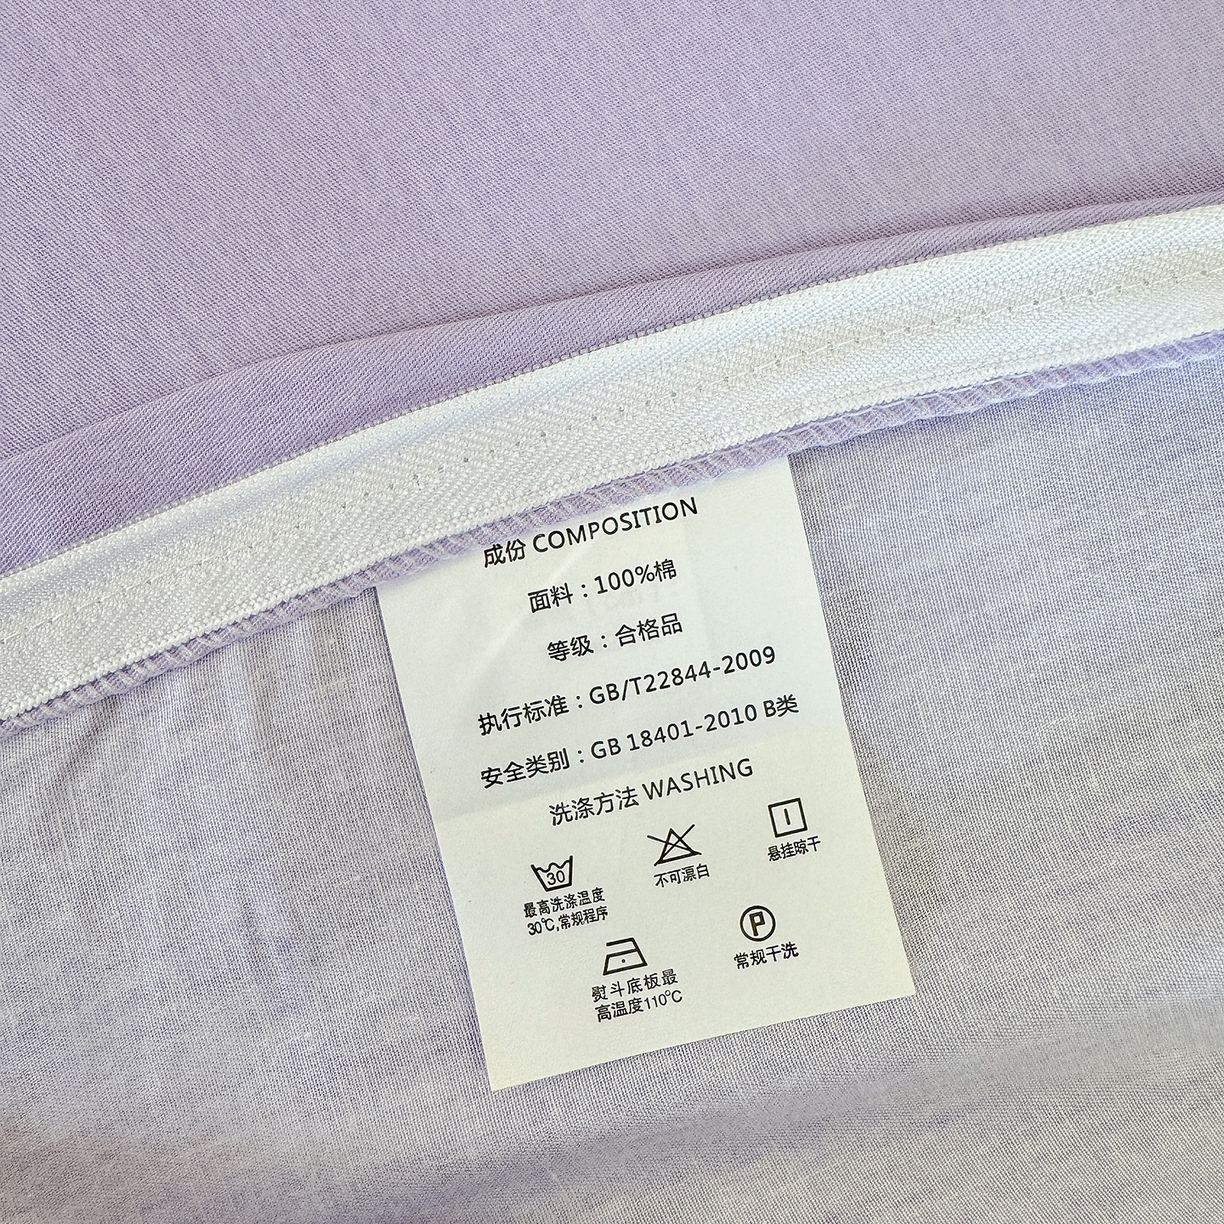 成份 COMPOSITION
面料：100%棉
等级：合格品
执行标准：GB/T22844-2009
安全类别：GB 18401-2010 B类
洗涤方法 WASHING
30
最高洗涤温度
30℃,常规程序
不可漂白
悬挂晾干
熨斗底板最
高温度110℃
P
常规干洗